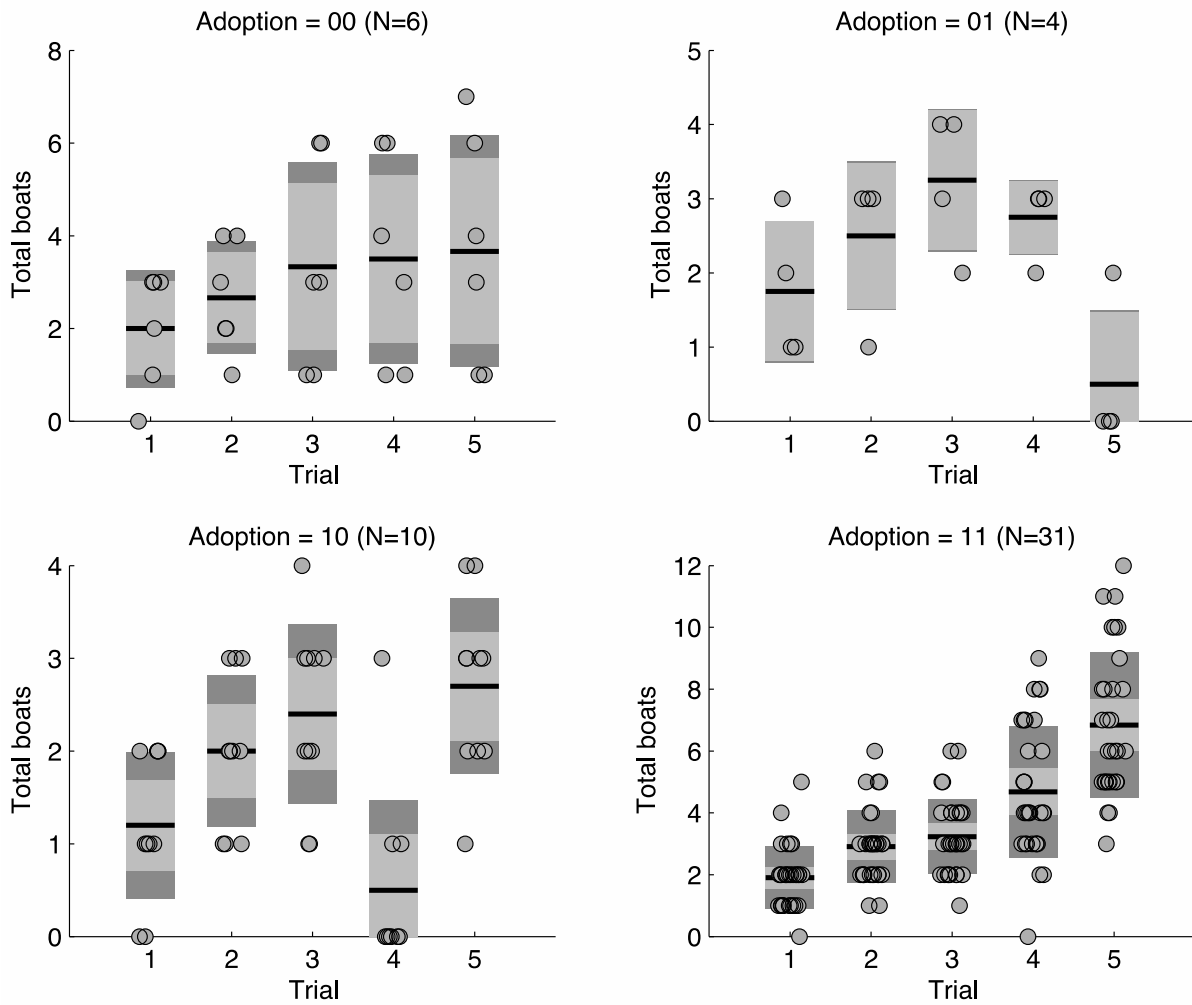 Adoption = 00 (N=6)
8
6
4
2
0
Total boats
1 2 3 4 5
Trial
Adoption = 01 (N=4)
5
4
3
2
1
0
Total boats
1 2 3 4 5
Trial
Adoption = 10 (N=10)
4
3
2
1
0
Total boats
1 2 3 4 5
Trial
Adoption = 11 (N=31)
12
10
8
6
4
2
0
Total boats
1 2 3 4 5
Trial